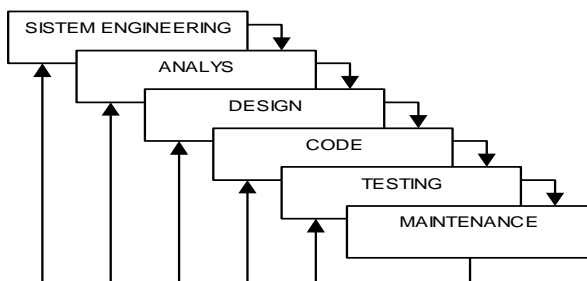 SISTEM ENGINEERING
ANALYS
DESIGN
CODE
TESTING
MAINTENANCE